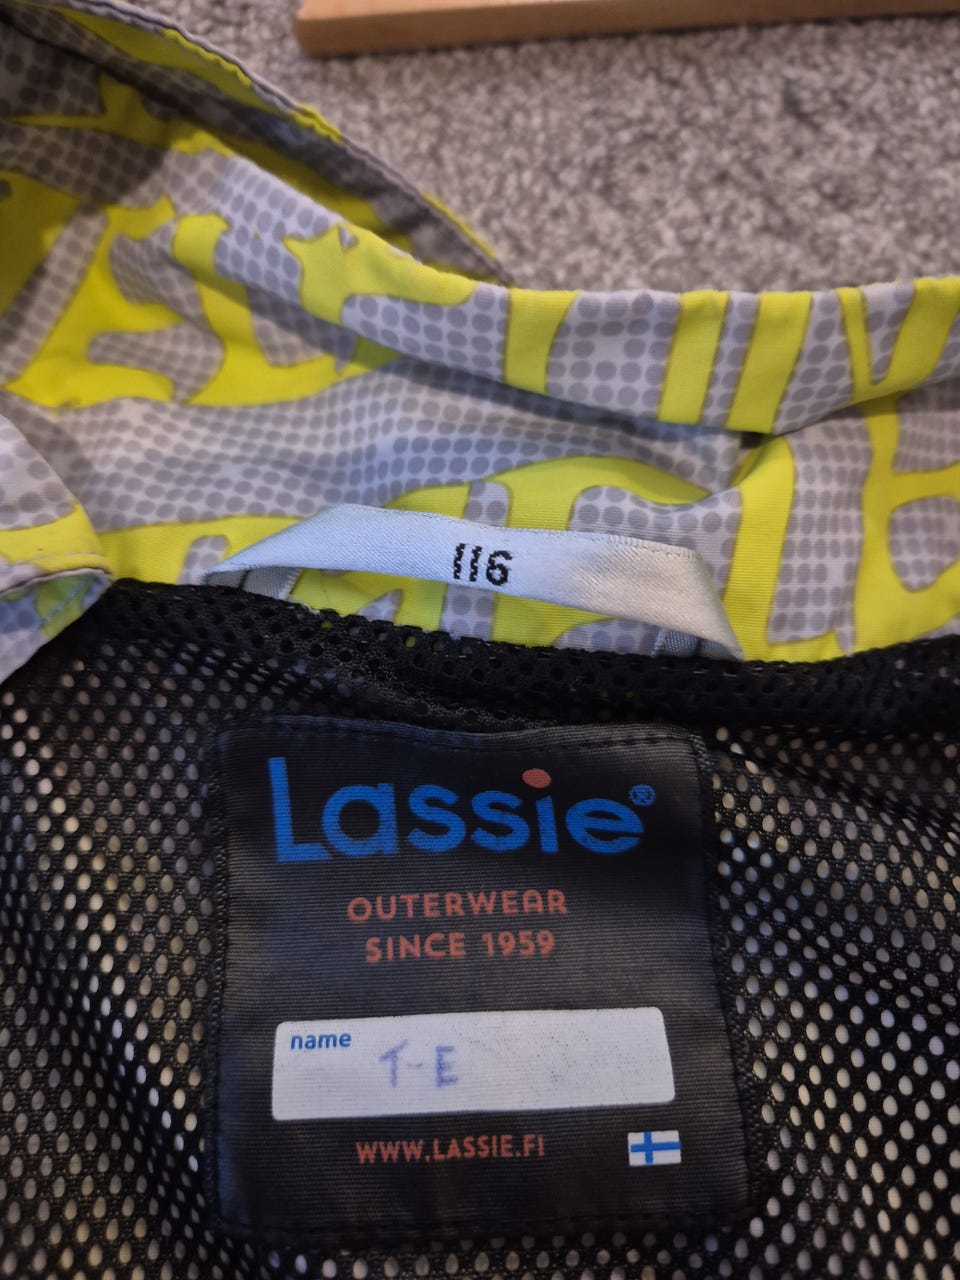 116
Lassie®
OUTERWEAR
SINCE 1959
name
T-E
WWW.LASSIE.FI